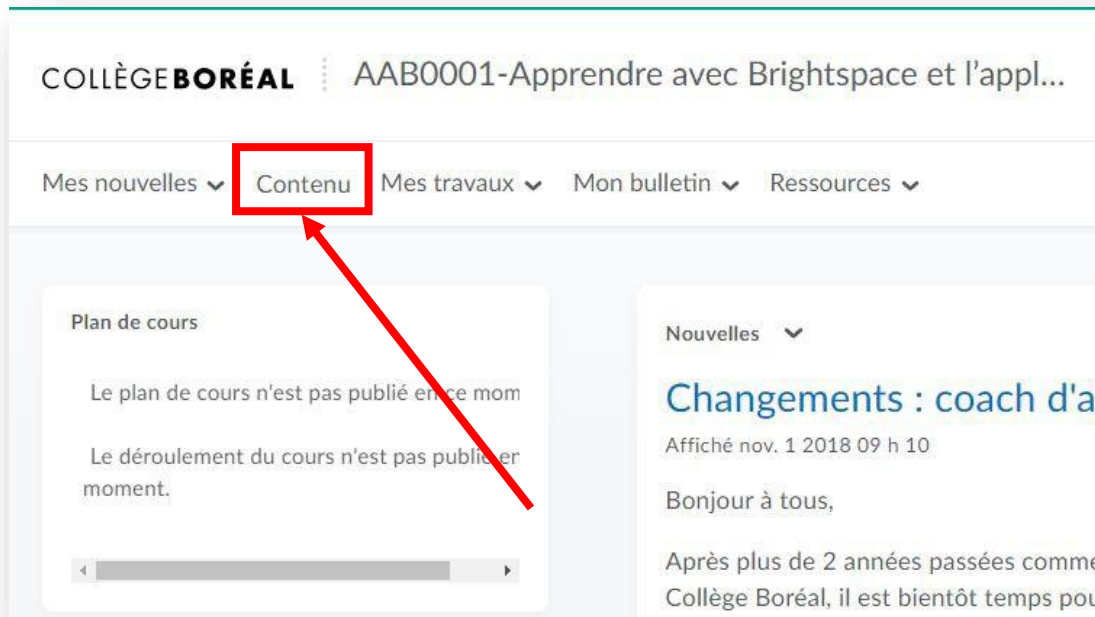 COLLÈGEBORÉAL AAB0001-Apprendre avec Brightspace et l’appl...
Mes nouvelles Contenu Mes travaux Mon bulletin Ressources
Plan de cours
Le plan de cours n'est pas publié en ce mom
Le déroulement du cours n'est pas publié en
moment.
Nouvelles
Changements : coach d'a
Affiché nov. 1 2018 09 h 10
Bonjour à tous,
Après plus de 2 années passées comme
Collège Boréal, il est bientôt temps pou